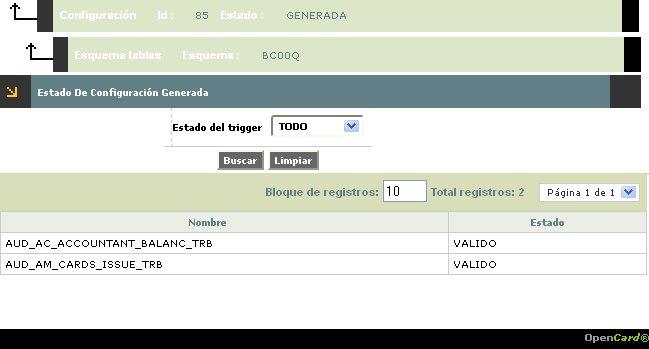 Configuración Id : 85 Estado : GENERADA
Esquema tablas Esquema : BC00Q
Estado De Configuración Generada
Estado del trigger TODO
Buscar Limpiar
Bloque de registros: 10 Total registros: 2 Página 1 de 1
Nombre Estado
AUD_AC_ACCOUNTANT_BALANC_TRB VALIDO
AUD_AM_CARDS_ISSUE_TRB VALIDO
OpenCard®